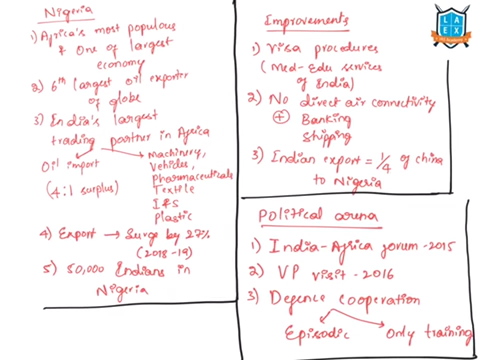 Nigeria
1) Africa's most populous
& One of largest
economy
2) 6th largest oil exporter
of globe
3) India's largest
trading partner in Africa
Oil import
(4:1 surplus)
Machinery,
Vehicles,
Pharmaceuticals
Textile
I&S
Plastic
4) Export → Surge by 27%
(2018-19)
5) 50,000 Indians in
Nigeria
Improvements
1) Visa procedures
(Med-Edu services
of India)
2) No direct air connectivity
+ Banking
Shipping
3) Indian export = 1/4 of china
to Nigeria
Political arena
1) India-Africa forum-2015
2) VP visit-2016
3) Defence cooperation
Episodic
Only training
LAEX